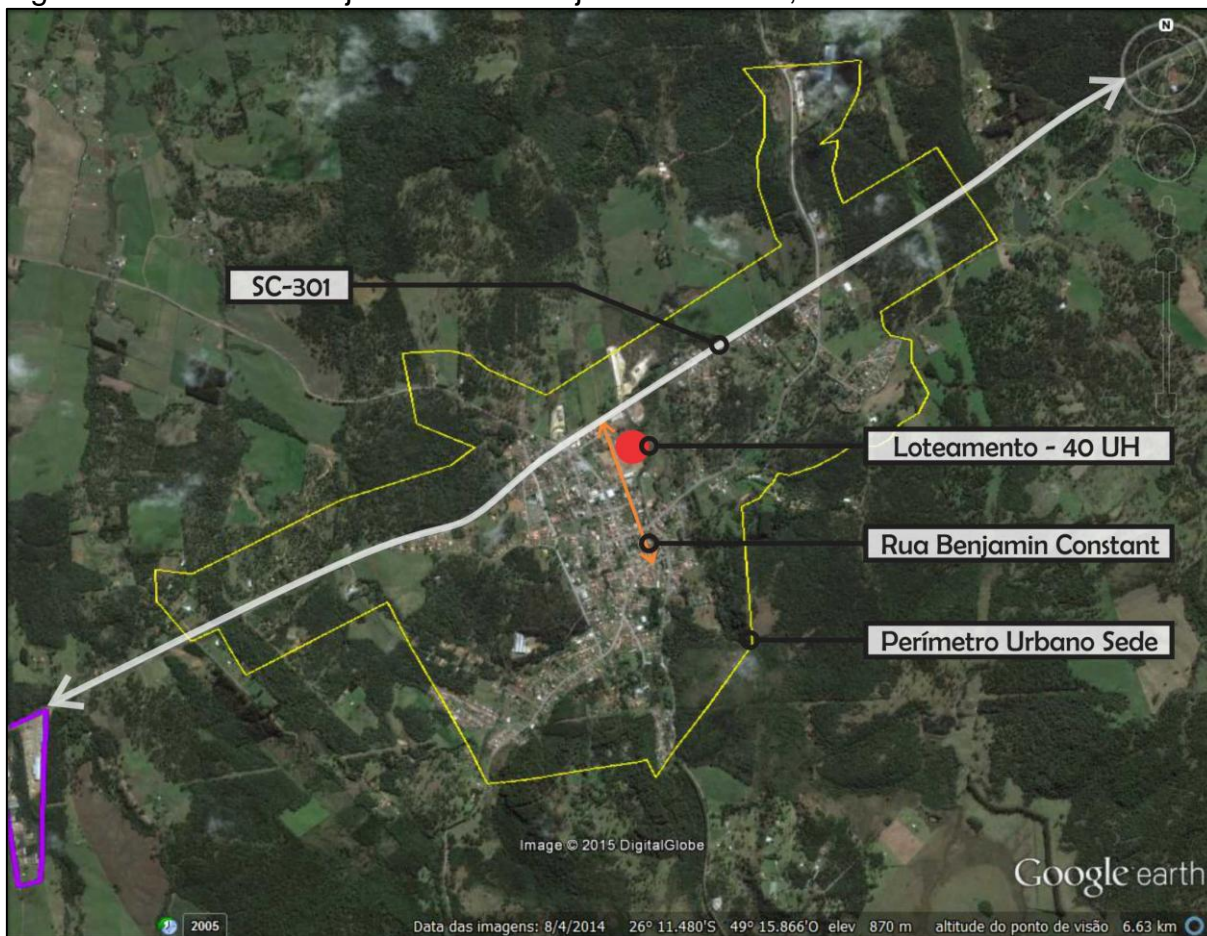 N
SC-301
Loteamento - 40 UH
Rua Benjamin Constant
Perímetro Urbano Sede
Image © 2015 DigitalGlobe
Google earth
2005
Data das imagens: 8/4/2014 26° 11.480'S 49° 15.866'O elev 870 m altitude do ponto de visão 6.63 km